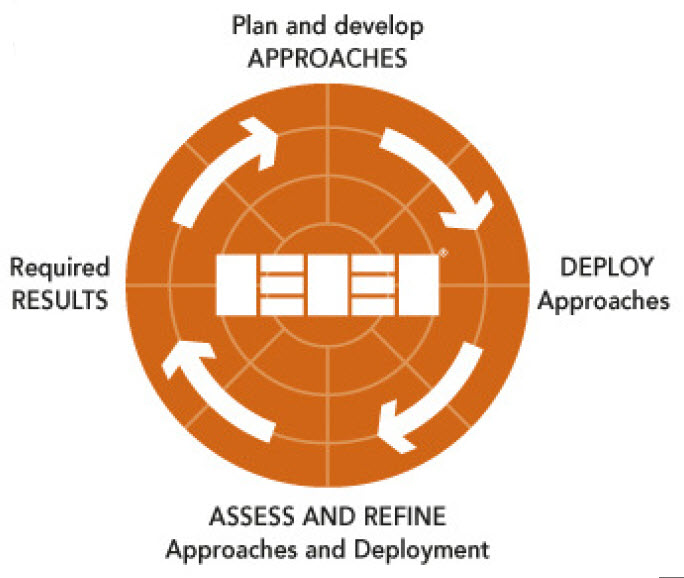 Plan and develop
APPROACHES
®
Required
RESULTS
DEPLOY
Approaches
ASSESS AND REFINE
Approaches and Deployment